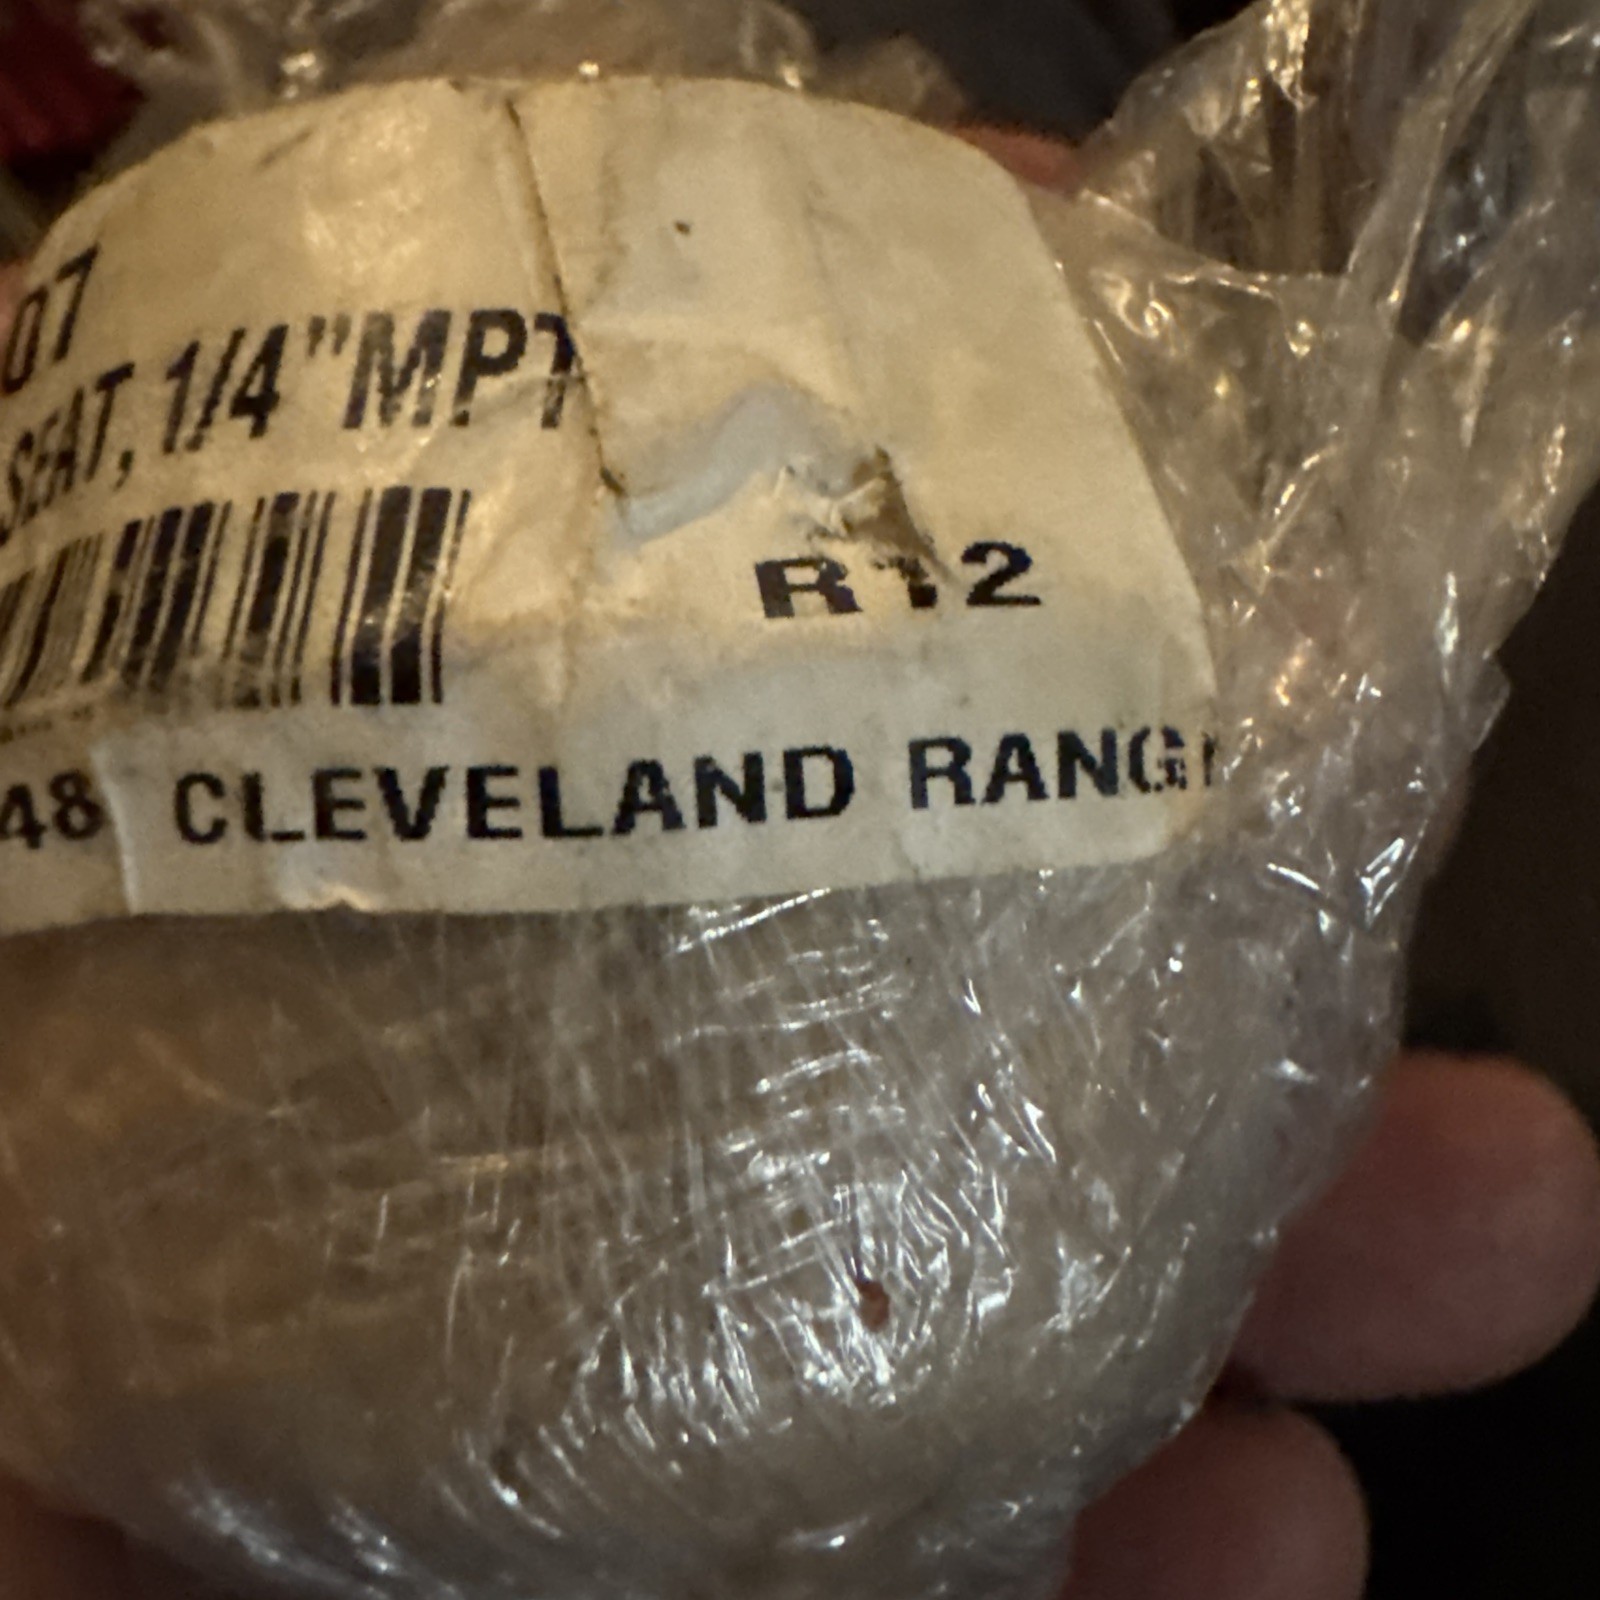 07
SEAT, 1/4"MPT
R12
48 CLEVELAND RANG